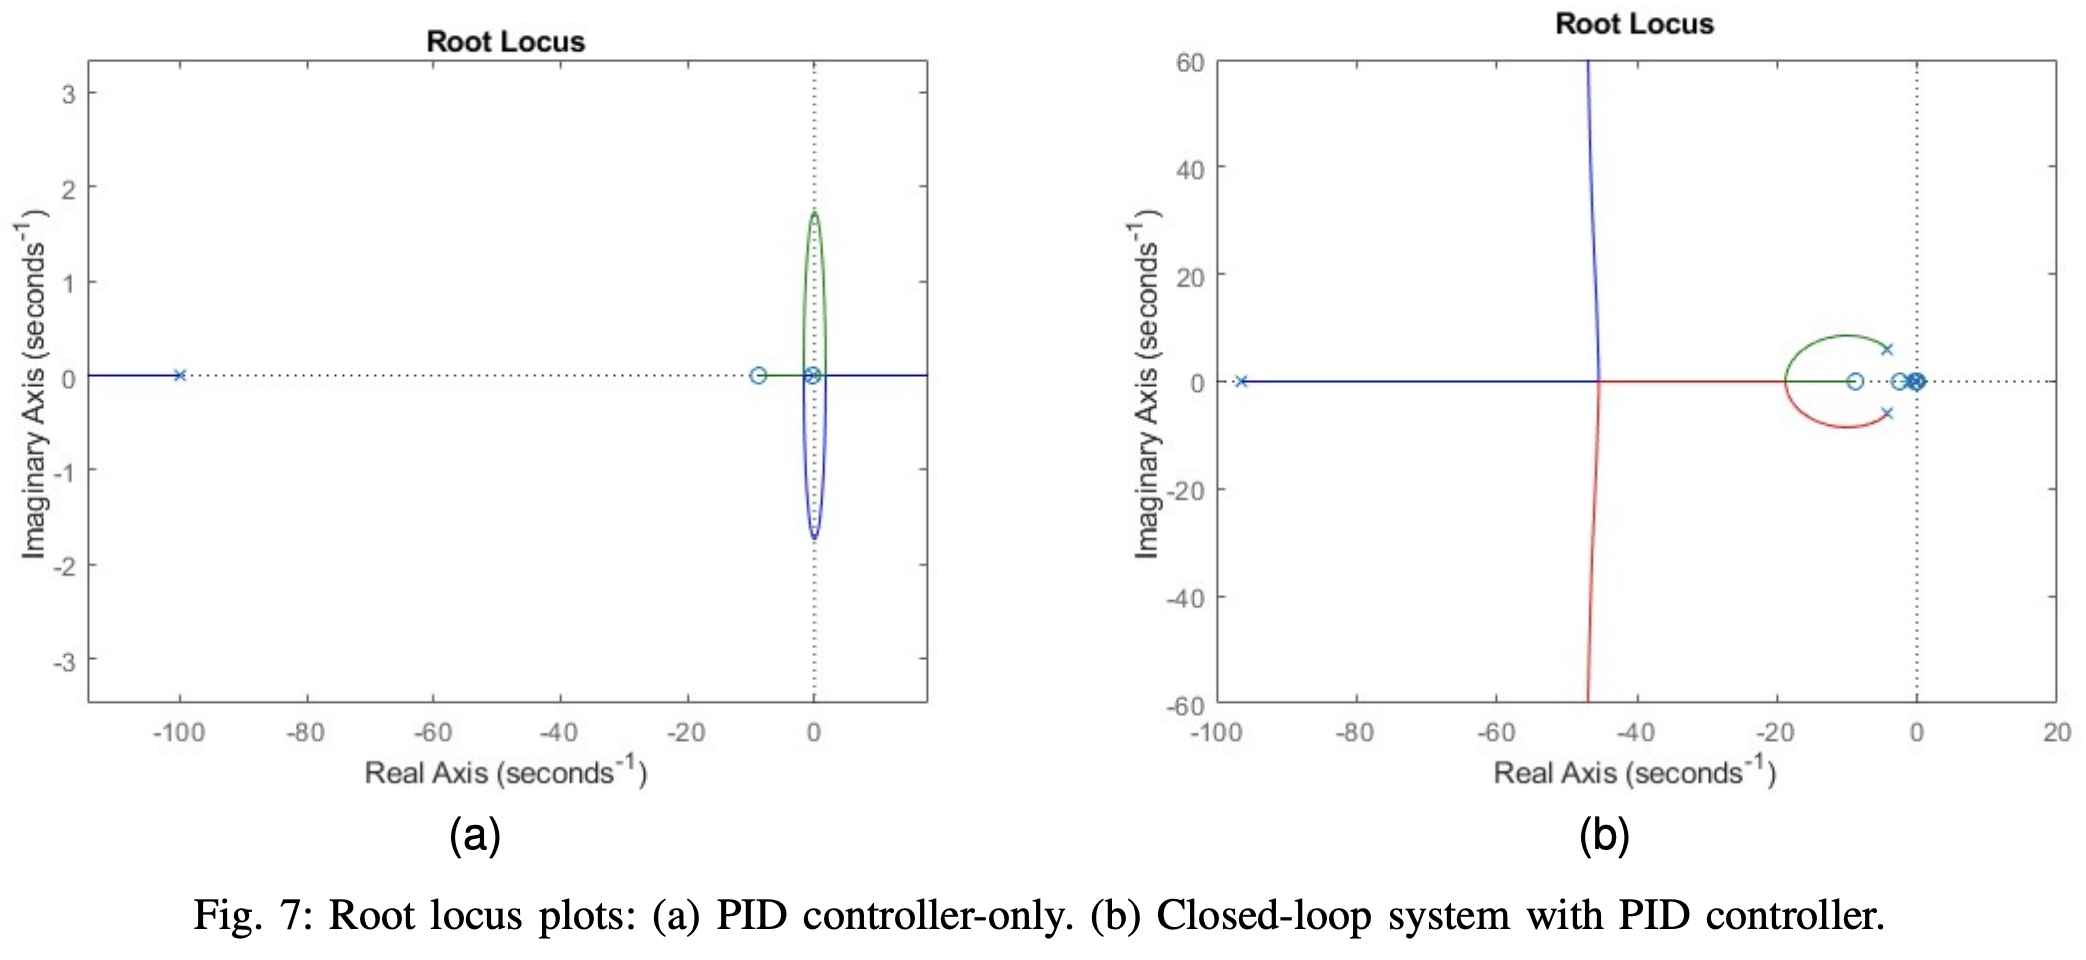 Root Locus
3
2
1
0
-1
-2
-3
Imaginary Axis (seconds⁻¹)
-100 -80 -60 -40 -20 0
Real Axis (seconds⁻¹)
(a)
Root Locus
60
40
20
0
-20
-40
-60
Imaginary Axis (seconds⁻¹)
-100 -80 -60 -40 -20 0 20
Real Axis (seconds⁻¹)
(b)
Fig. 7: Root locus plots: (a) PID controller-only. (b) Closed-loop system with PID controller.